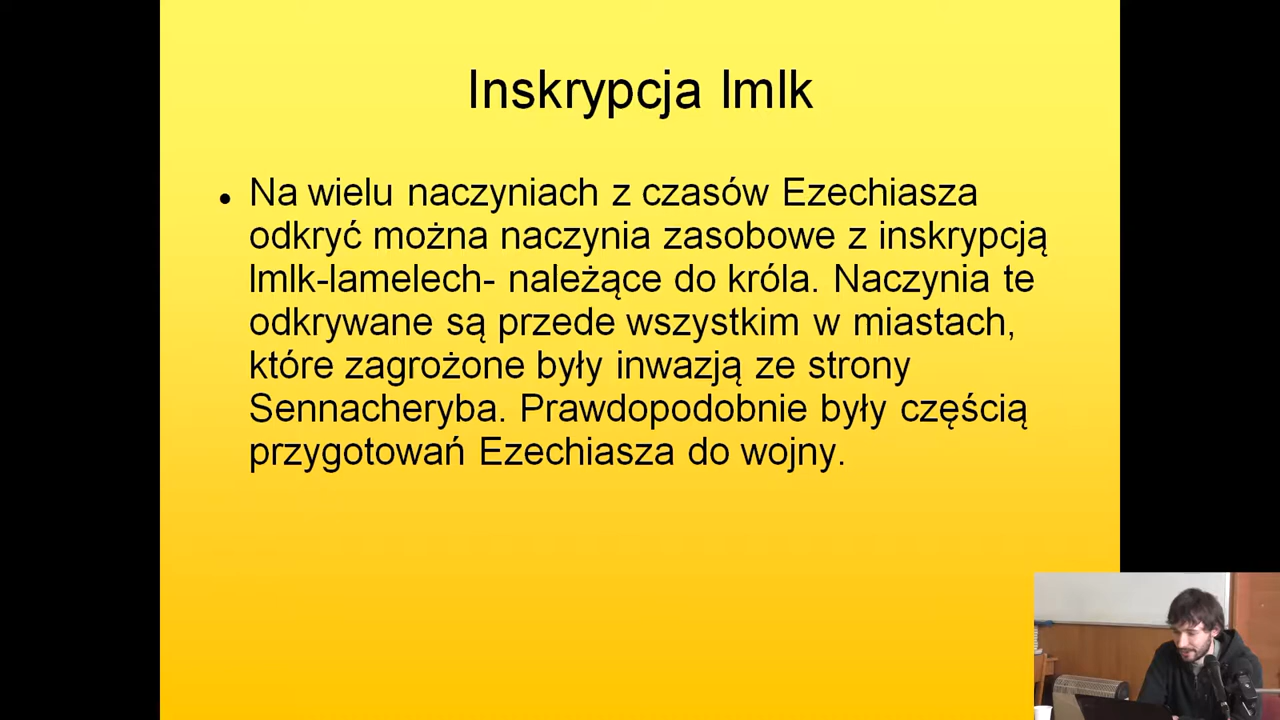 Inskrypcja lmlk
• Na wielu naczyniach z czasów Ezechiasza
odkryć można naczynia zasobowe z inskrypcją
lmlk-lamelech- należące do króla. Naczynia te
odkrywane są przede wszystkim w miastach,
które zagrożone były inwazją ze strony
Sennacheryba. Prawdopodobnie były częścią
przygotowań Ezechiasza do wojny.